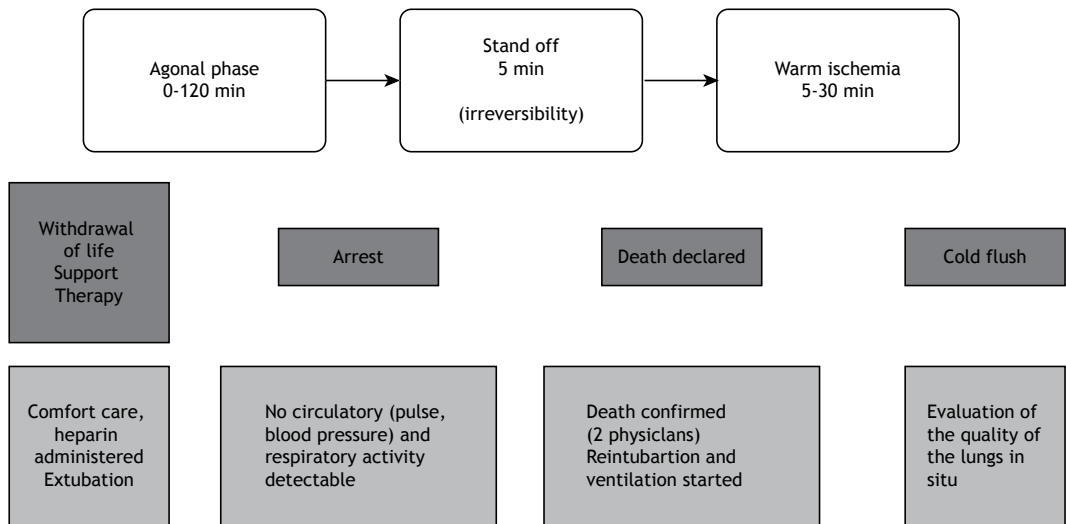 Agonal phase
0-120 min
Stand off
5 min
(irreversibility)
Warm ischemia
5-30 min
Withdrawal
of life
Support
Therapy
Arrest
Death declared
Cold flush
Comfort care,
heparin
administered
Extubation
No circulatory (pulse,
blood pressure) and
respiratory activity
detectable
Death confirmed
(2 physiclans)
Reintubartion and
ventilation started
Evaluation of
the quality of
the lungs in
situ